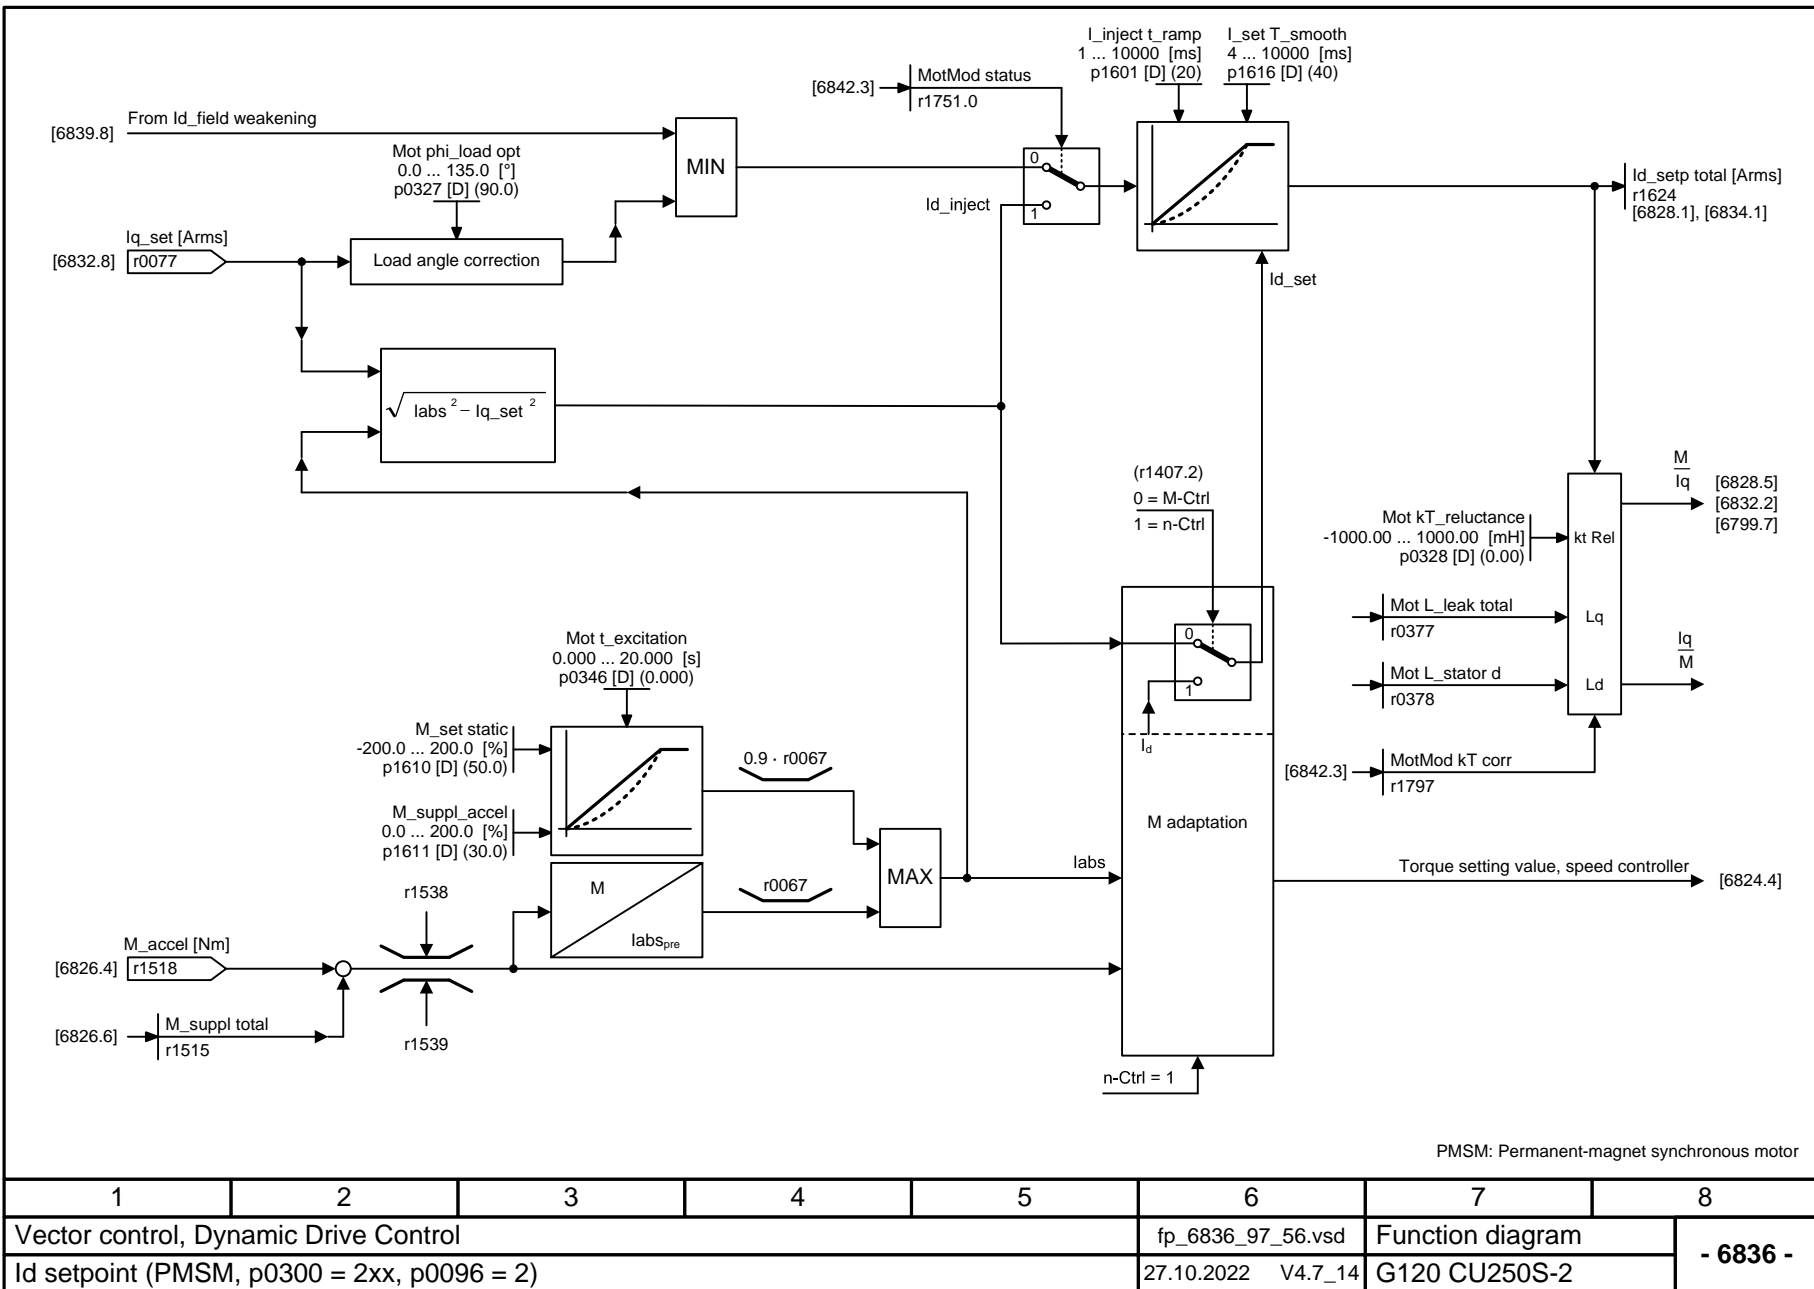 I_inject t_ramp
1 ... 10000 [ms]
p1601 [D] (20)
I_set T_smooth
4 ... 10000 [ms]
p1616 [D] (40)
[6842.3]
MotMod status
r1751.0
[6839.8]
From Id_field weakening
Mot phi_load opt
0.0 ... 135.0 [°]
p0327 [D] (90.0)
MIN
0
1
Id_inject
Id_setp total [Arms]
r1624
[6828.1], [6834.1]
Iq_set [Arms]
[6832.8]
r0077
Load angle correction
Id_set
√ Iabs 2 – Iq_set 2
(r1407.2)
0 = M-Ctrl
1 = n-Ctrl
M
Iq
[6828.5]
[6832.2]
[6799.7]
Mot kT_reluctance
-1000.00 ... 1000.00 [mH]
p0328 [D] (0.00)
kt Rel
Mot L_leak total
r0377
Lq
Iq
M
Mot L_stator d
r0378
Ld
Mot t_excitation
0.000 ... 20.000 [s]
p0346 [D] (0.000)
0
1
Id
M_set static
-200.0 ... 200.0 [%]
p1610 [D] (50.0)
0.9 · r0067
[6842.3]
MotMod kT corr
r1797
M_suppl_accel
0.0 ... 200.0 [%]
p1611 [D] (30.0)
M adaptation
MAX
Iabs
Torque setting value, speed controller
[6824.4]
r1538
M
Iabspre
r0067
M_accel [Nm]
[6826.4]
r1518
[6826.6]
M_suppl total
r1515
r1539
n-Ctrl = 1
PMSM: Permanent-magnet synchronous motor
1 2 3 4 5 6 7 8
Vector control, Dynamic Drive Control
fp_6836_97_56.vsd
Function diagram
- 6836 -
Id setpoint (PMSM, p0300 = 2xx, p0096 = 2)
27.10.2022 V4.7_14
G120 CU250S-2